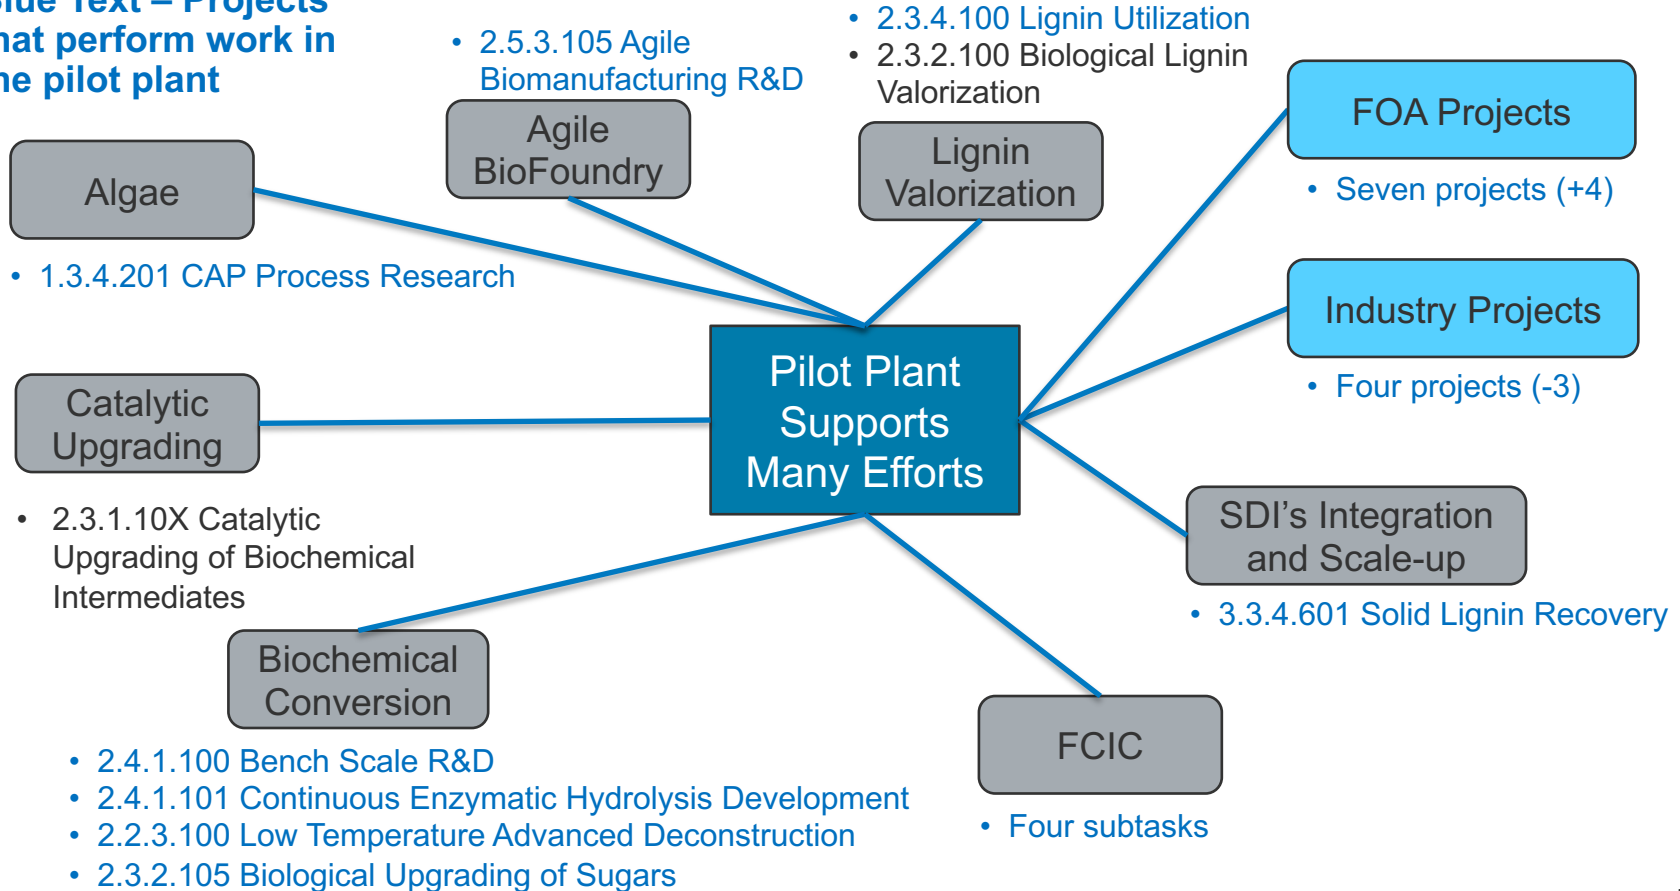 Blue Text – Projects
that perform work in
the pilot plant
• 2.5.3.105 Agile
Biomanufacturing R&D
• 2.3.4.100 Lignin Utilization
• 2.3.2.100 Biological Lignin
Valorization
Agile
BioFoundry
Lignin
Valorization
FOA Projects
• Seven projects (+4)
Algae
• 1.3.4.201 CAP Process Research
Industry Projects
• Four projects (-3)
Pilot Plant
Supports
Many Efforts
Catalytic
Upgrading
• 2.3.1.10X Catalytic
Upgrading of Biochemical
Intermediates
SDI's Integration
and Scale-up
• 3.3.4.601 Solid Lignin Recovery
Biochemical
Conversion
• 2.4.1.100 Bench Scale R&D
• 2.4.1.101 Continuous Enzymatic Hydrolysis Development
• 2.2.3.100 Low Temperature Advanced Deconstruction
• 2.3.2.105 Biological Upgrading of Sugars
FCIC
• Four subtasks